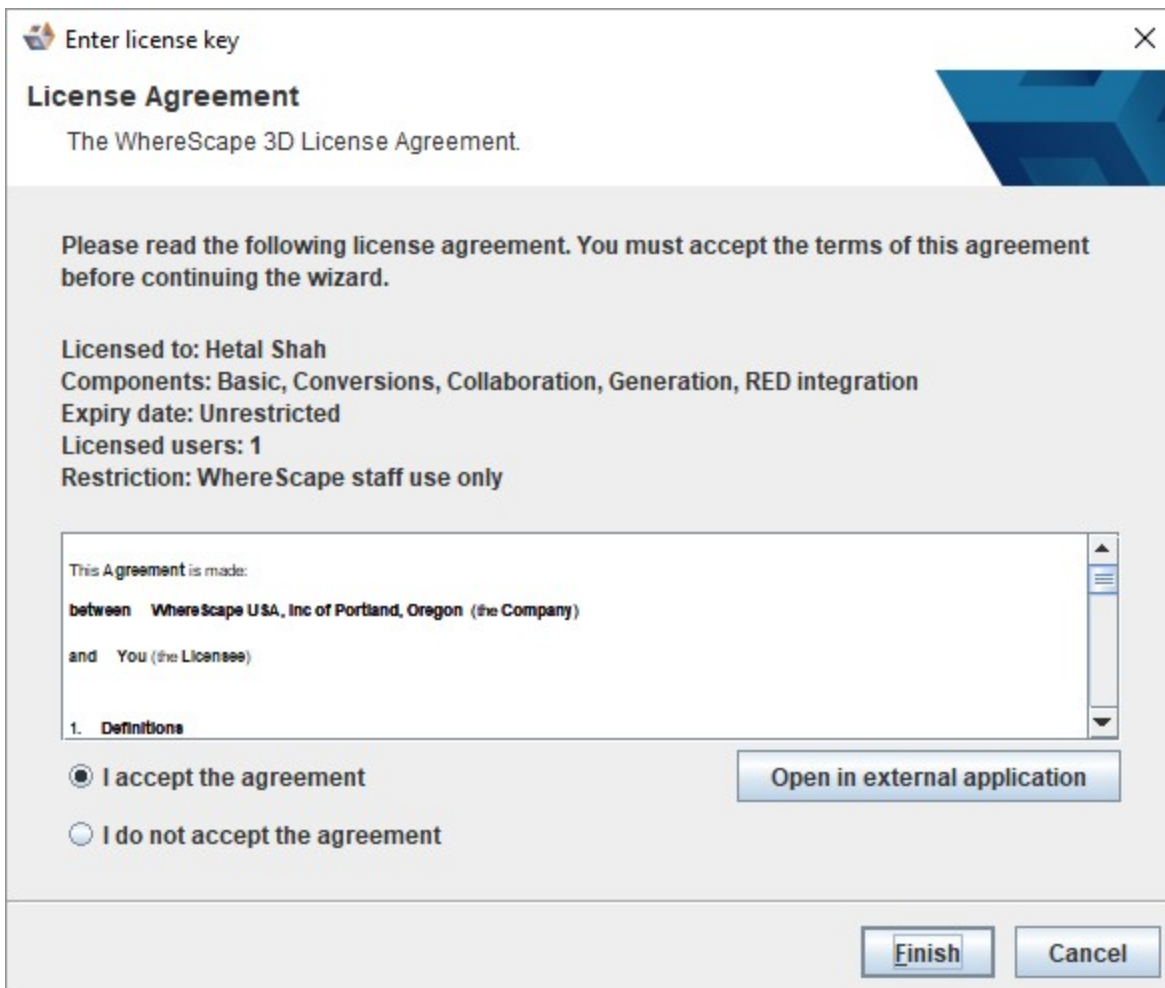 Enter license key
License Agreement
The WhereScape 3D License Agreement.
Please read the following license agreement. You must accept the terms of this agreement
before continuing the wizard.
Licensed to: Hetal Shah
Components: Basic, Conversions, Collaboration, Generation, RED integration
Expiry date: Unrestricted
Licensed users: 1
Restriction: WhereScape staff use only
This Agreement is made:
between WhereScape USA, Inc of Portland, Oregon (the Company)
and You (the Licensee)
1. Definitions
I accept the agreement
Open in external application
I do not accept the agreement
Finish
Cancel